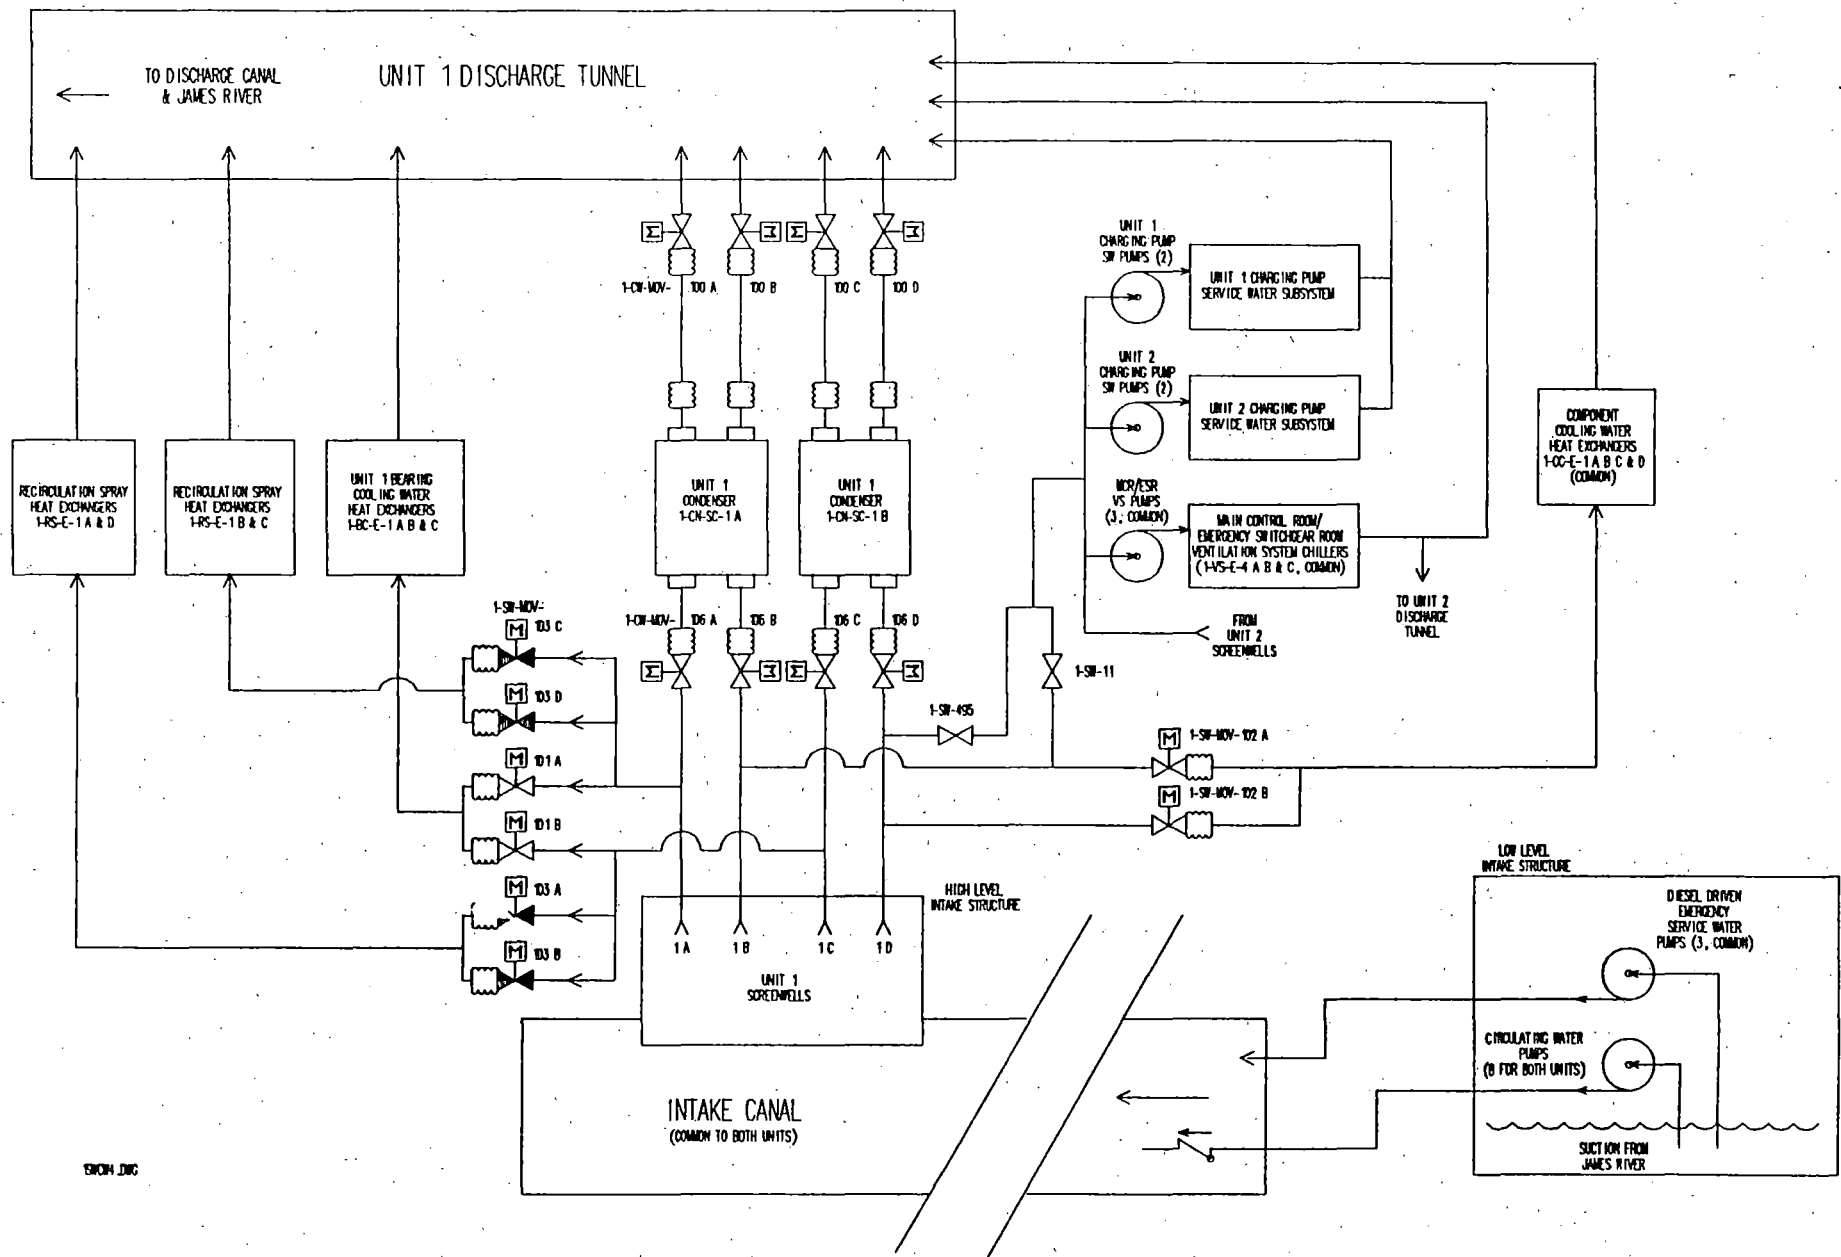 TO DISCHARGE CANAL
& JAMES RIVER
UNIT 1 DISCHARGE TUNNEL
1-CW-MOV-
100 A
100 B
100 C
100 D
UNIT 1
CHARGING PUMP
SW PUMPS (2)
UNIT 1 CHARGING PUMP
SERVICE WATER SUBSYSTEM
UNIT 2
CHARGING PUMP
SW PUMPS (2)
UNIT 2 CHARGING PUMP
SERVICE WATER SUBSYSTEM
MCR/ESR
VS PUMPS
(3, COMMON)
MAIN CONTROL ROOM/
EMERGENCY SWITCHGEAR ROOM
VENTILATION SYSTEM CHILLERS
(1-VS-E-4 A B & C, COMMON)
COMPONENT
COOLING WATER
HEAT EXCHANGERS
1-CC-E-1 A B C & D
(COMMON)
RECIRCULATION SPRAY
HEAT EXCHANGERS
1-RS-E-1 A & D
RECIRCULATION SPRAY
HEAT EXCHANGERS
1-RS-E-1 B & C
UNIT 1 BEARING
COOLING WATER
HEAT EXCHANGERS
1-BC-E-1 A B & C
UNIT 1
CONDENSER
1-CN-SC-1 A
UNIT 1
CONDENSER
1-CN-SC-1 B
TO UNIT 2
DISCHARGE
TUNNEL
FROM
UNIT 2
SCREENWELLS
1-CW-MOV-
106 A
106 B
106 C
106 D
1-SW-MOV-
M
103 C
M
103 D
M
101 A
M
101 B
M
103 A
M
103 B
M
M
M
M
M
M
M
M
1-SW-11
1-SW-495
M
1-SW-MOV-102 A
M
1-SW-MOV-102 B
HIGH LEVEL
INTAKE STRUCTURE
1 A
1 B
1 C
1 D
UNIT 1
SCREENWELLS
LOW LEVEL
INTAKE STRUCTURE
DIESEL DRIVEN
EMERGENCY
SERVICE WATER
PUMPS (3, COMMON)
CIRCULATING WATER
PUMPS
(8 FOR BOTH UNITS)
SUCTION FROM
JAMES RIVER
INTAKE CANAL
(COMMON TO BOTH UNITS)